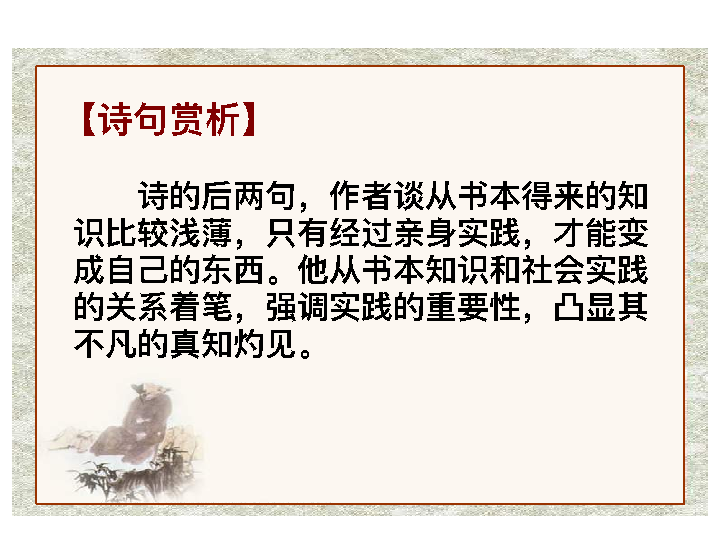 【诗句赏析】
诗的后两句，作者谈从书本得来的知
识比较浅薄，只有经过亲身实践，才能变
成自己的东西。他从书本知识和社会实践
的关系着笔，强调实践的重要性，凸显其
不凡的真知灼见。